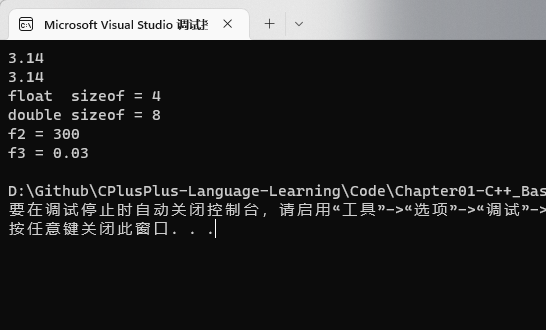 Microsoft Visual Studio 调试
3.14
3.14
float  sizeof = 4
double sizeof = 8
f2 = 300
f3 = 0.03
D:\Github\CPlusPlus-Language-Learning\Code\Chapter01-C++_Bas
要在调试停止时自动关闭控制台，请启用“工具”->“选项”->“调试”->
按任意键关闭此窗口. . .